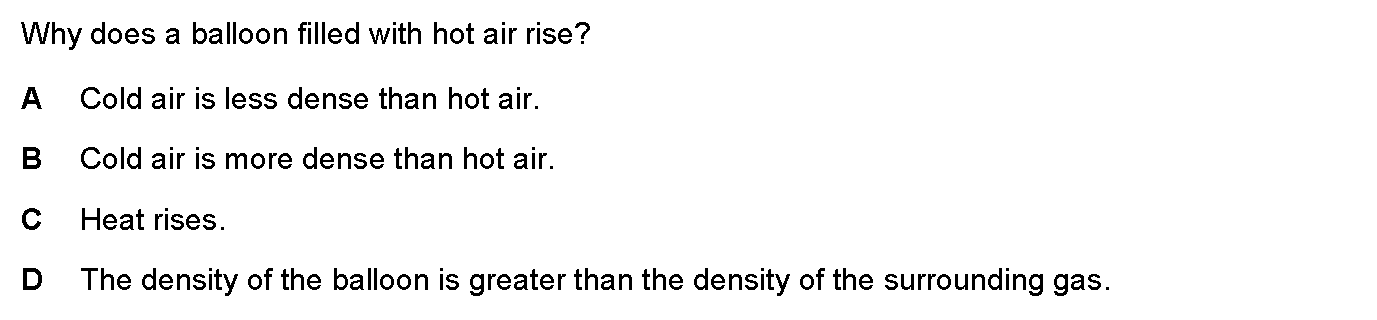 Why does a balloon filled with hot air rise?
A Cold air is less dense than hot air.
B Cold air is more dense than hot air.
C Heat rises.
D The density of the balloon is greater than the density of the surrounding gas.